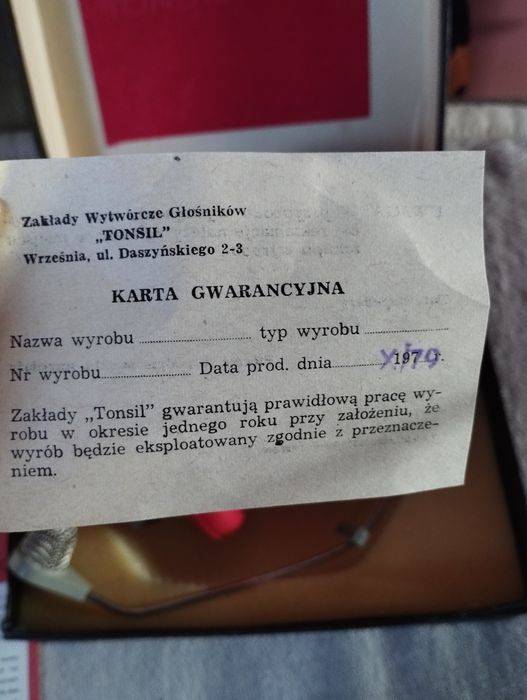 Zakłady Wytwórcze Głośników
„TONSIL”
Września, ul. Daszyńskiego 2-3
KARTA GWARANCYJNA
Nazwa wyrobu ........................ typ wyrobu ..................
Nr wyrobu .................... Data prod. dnia .............. 197 r.
Zakłady „Tonsil” gwarantują prawidłową pracę wy-
robu w okresie jednego roku przy założeniu, że
wyrób będzie eksploatowany zgodnie z przeznacze-
niem.